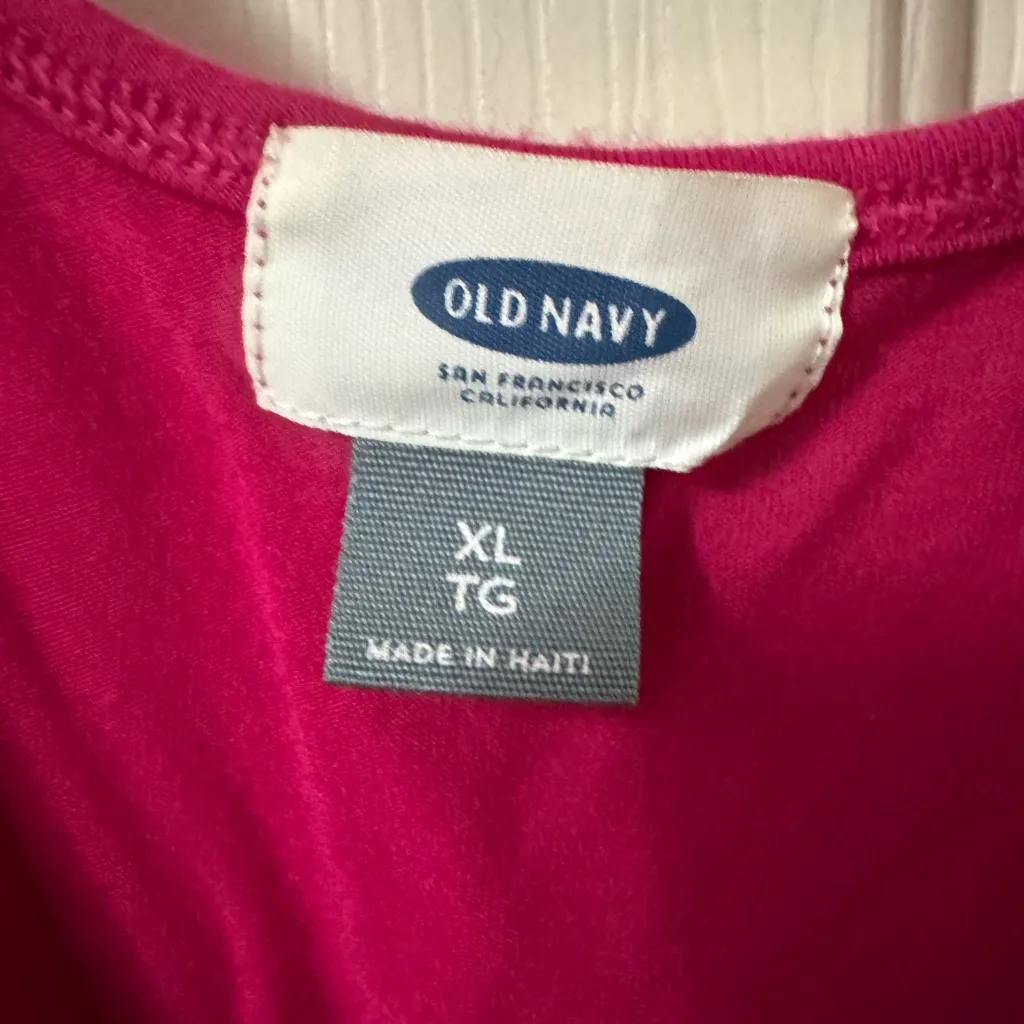 OLD NAVY
SAN FRANCISCO
CALIFORNIA
XL
TG
MADE IN HAITI